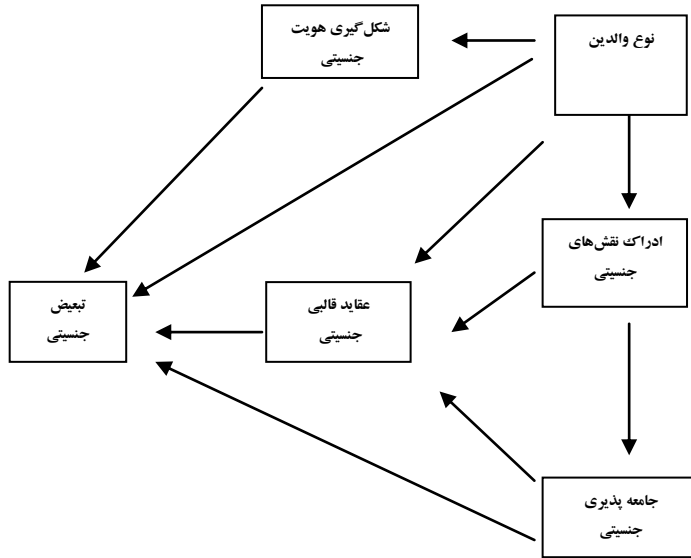 شکل‌گیری هویت
جنسیتی
نوع والدین
ادراک نقش‌های
جنسیتی
تبعیض
جنسیتی
عقاید قالبی
جنسیتی
جامعه پذیری
جنسیتی